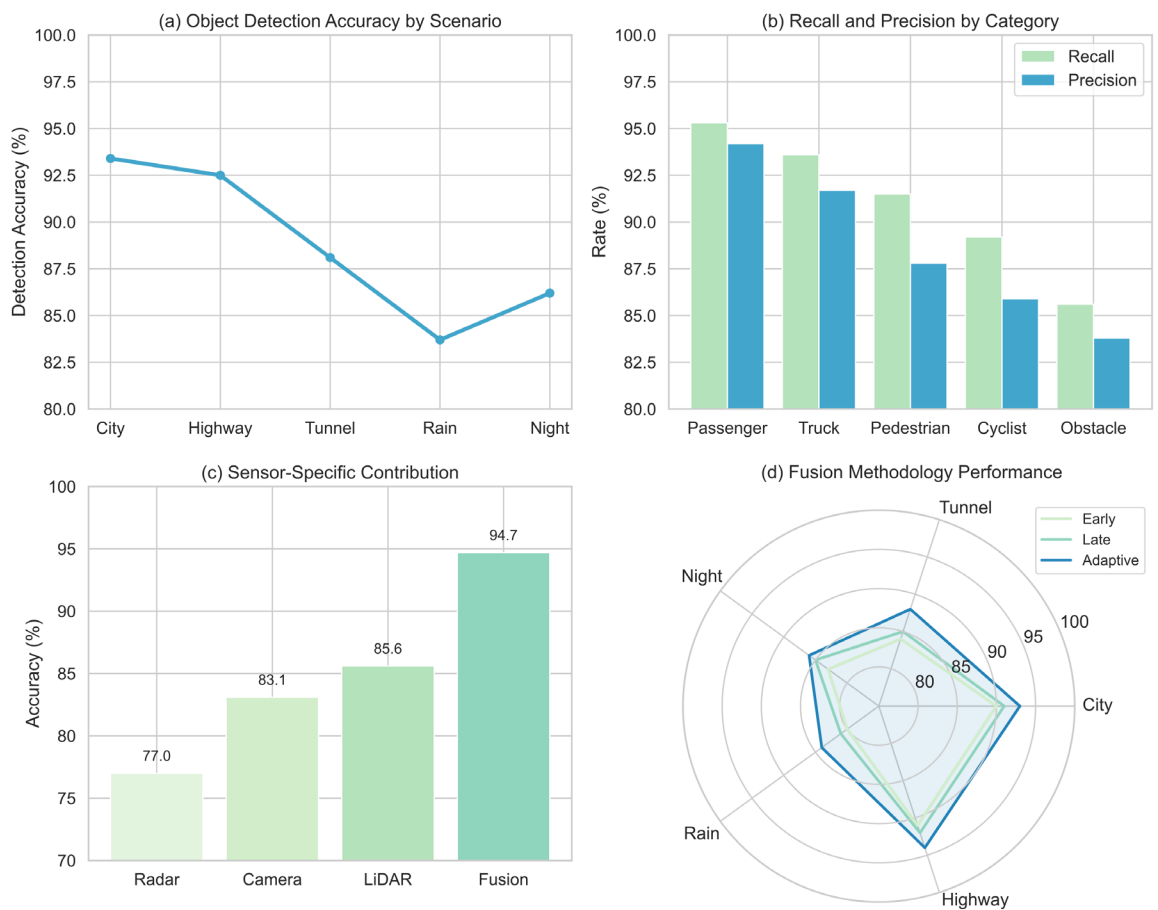 (a) Object Detection Accuracy by Scenario
100.0
97.5
95.0
92.5
90.0
87.5
85.0
82.5
80.0
Detection Accuracy (%)
City Highway Tunnel Rain Night
(b) Recall and Precision by Category
Recall
Precision
100.0
97.5
95.0
92.5
90.0
87.5
85.0
82.5
80.0
Rate (%)
Passenger Truck Pedestrian Cyclist Obstacle
(c) Sensor-Specific Contribution
100
95
90
85
80
75
70
Accuracy (%)
77.0
83.1
85.6
94.7
Radar Camera LiDAR Fusion
(d) Fusion Methodology Performance
Early
Late
Adaptive
Tunnel
Night
City
Rain
Highway
80
85
90
95
100